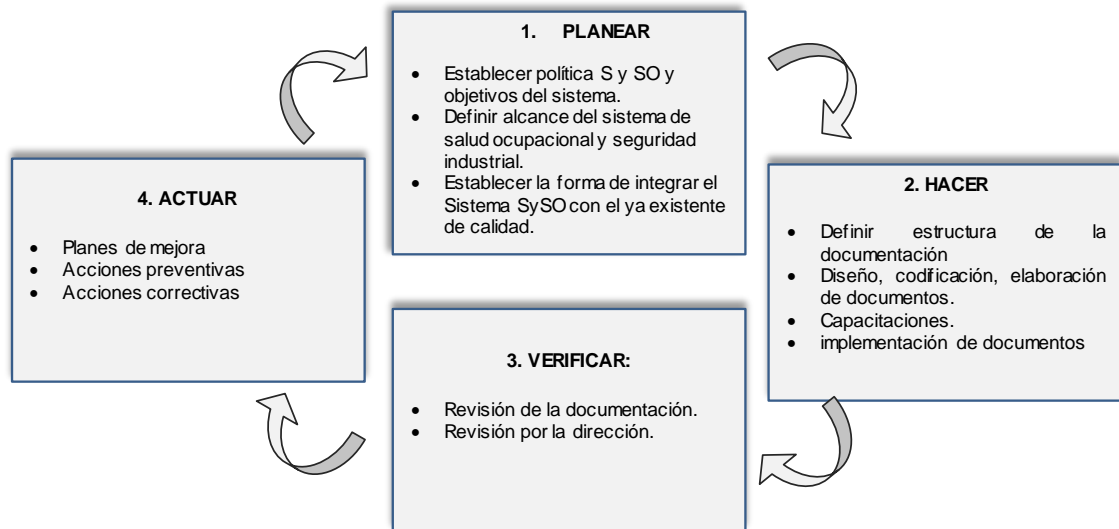 1. PLANEAR
• Establecer política S y SO y
objetivos del sistema.
• Definir alcance del sistema de
salud ocupacional y seguridad
industrial.
• Establecer la forma de integrar el
Sistema SySO con el ya existente
de calidad.
2. HACER
• Definir estructura de la
documentación
• Diseño, codificación, elaboración
de documentos.
• Capacitaciones.
• implementación de documentos
3. VERIFICAR:
• Revisión de la documentación.
• Revisión por la dirección.
4. ACTUAR
• Planes de mejora
• Acciones preventivas
• Acciones correctivas